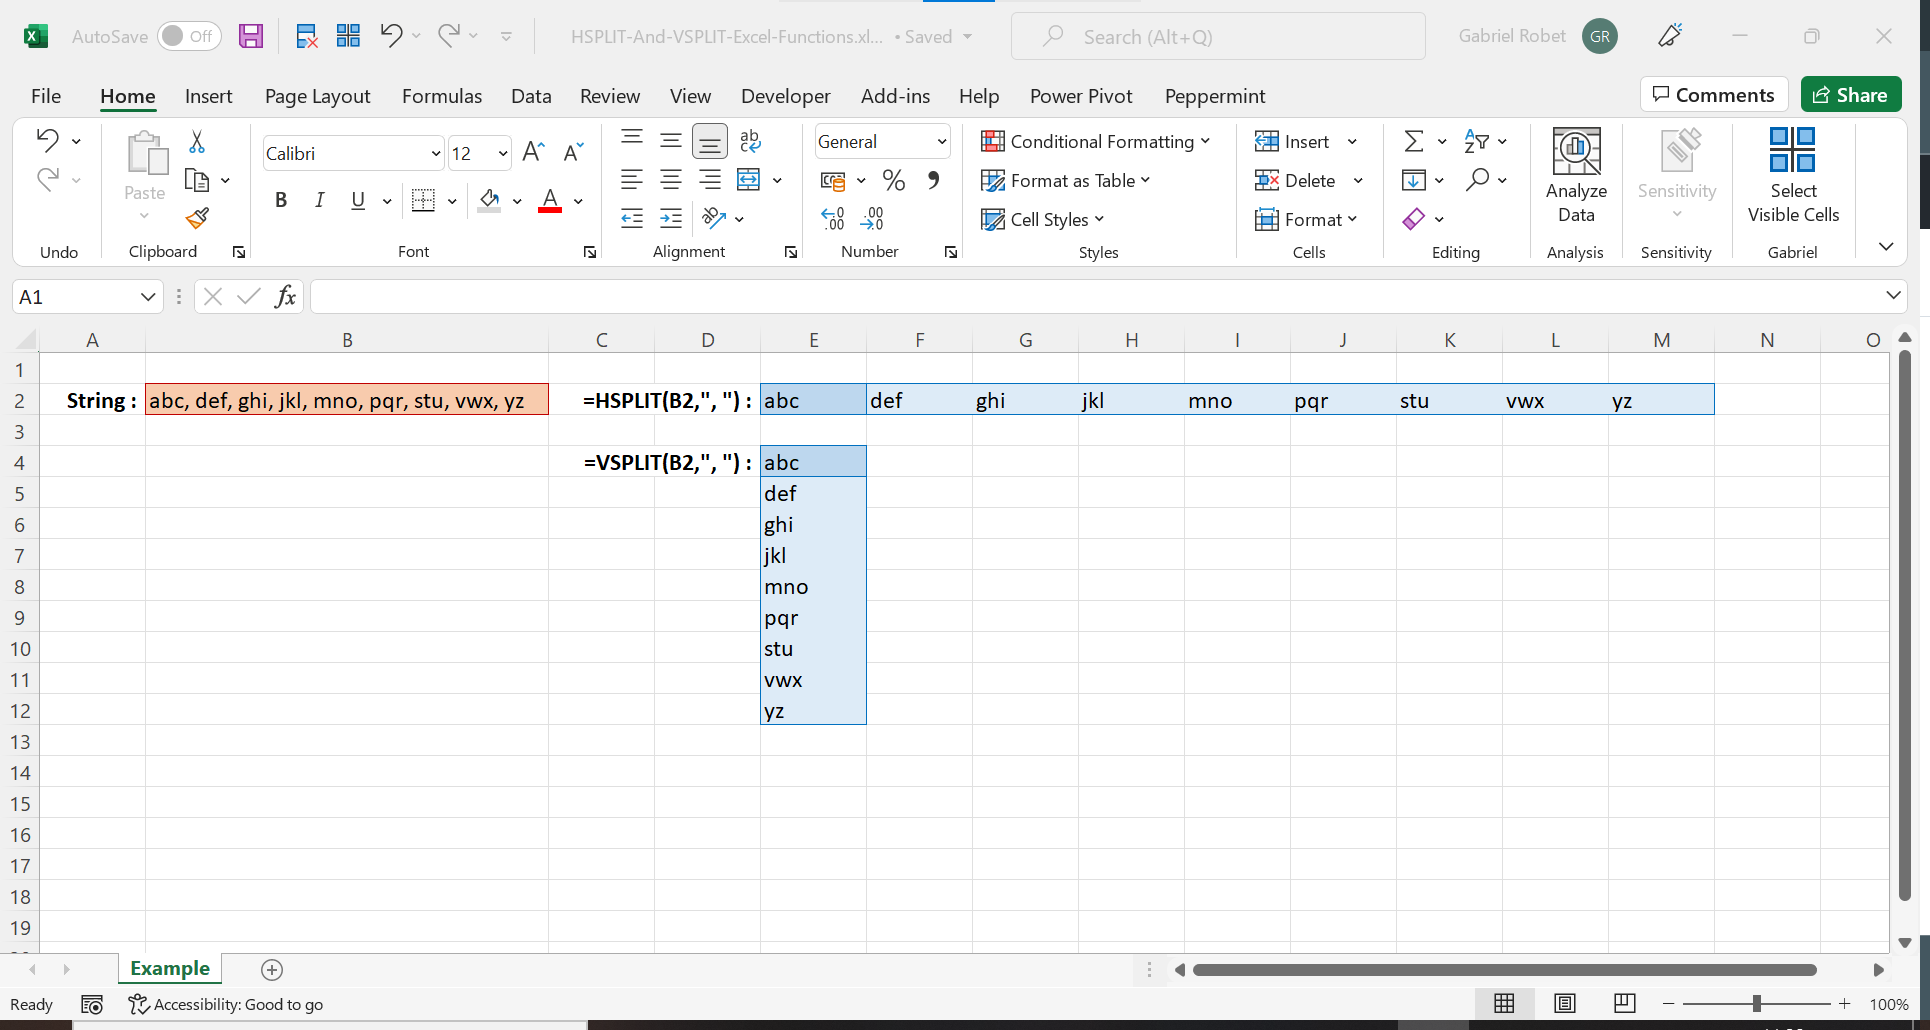 AutoSave Off HSPLIT-And-VSPLIT-Excel-Functions.xl... • Saved Search (Alt+Q) Gabriel Robet GR
File Home Insert Page Layout Formulas Data Review View Developer Add-ins Help Power Pivot Peppermint Comments Share
Paste
Calibri 12
B I U A
General
Conditional Formatting
Format as Table
Cell Styles
Insert
Delete
Format
Analyze
Data
Sensitivity
Select
Visible Cells
Undo Clipboard Font Alignment Number Styles Cells Editing Analysis Sensitivity Gabriel
A1 fx
A B C D E F G H I J K L M N O
1
2 String : abc, def, ghi, jkl, mno, pqr, stu, vwx, yz =HSPLIT(B2,", ") : abc def ghi jkl mno pqr stu vwx yz
3
4 =VSPLIT(B2,", ") : abc
5 def
6 ghi
7 jkl
8 mno
9 pqr
10 stu
11 vwx
12 yz
13
14
15
16
17
18
19
Example
Ready Accessibility: Good to go 100%